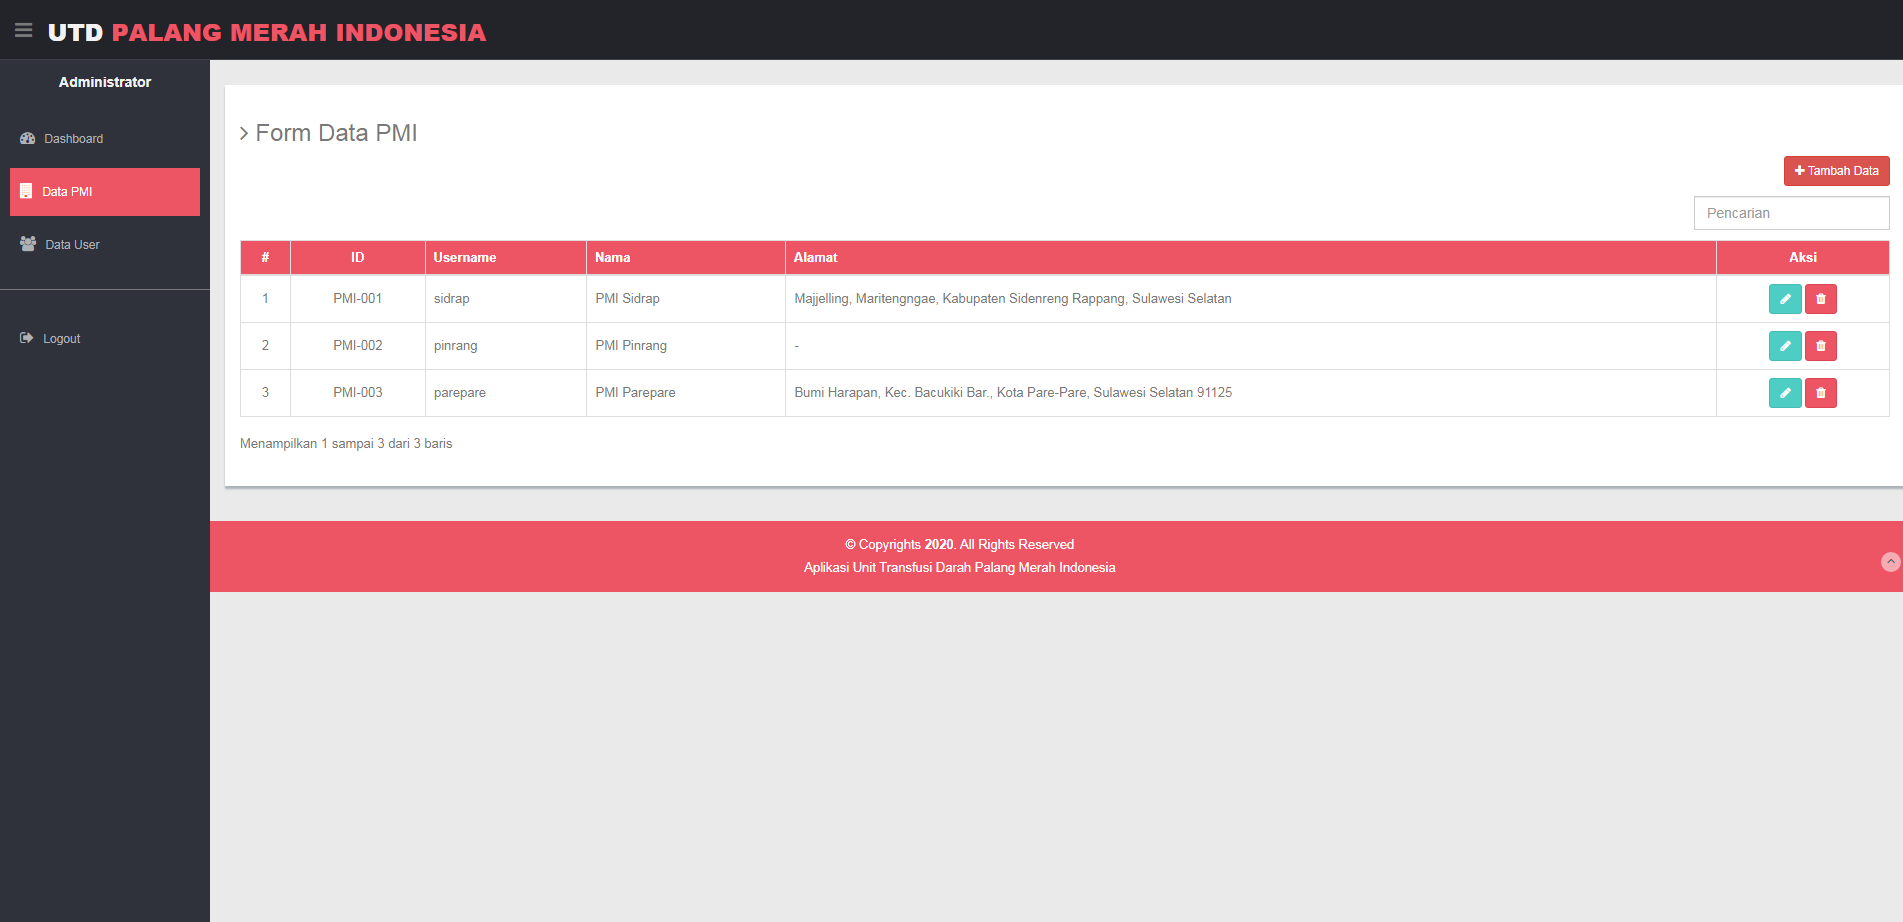 UTD PALANG MERAH INDONESIA
Administrator
Dashboard
Data PMI
Data User
Logout
Form Data PMI
Tambah Data
Pencarian
# ID Username Nama Alamat Aksi
1 PMI-001 sidrap PMI Sidrap Majjelling, Maritengngae, Kabupaten Sidenreng Rappang, Sulawesi Selatan
2 PMI-002 pinrang PMI Pinrang -
3 PMI-003 parepare PMI Parepare Bumi Harapan, Kec. Bacukiki Bar., Kota Pare-Pare, Sulawesi Selatan 91125
Menampilkan 1 sampai 3 dari 3 baris
© Copyrights 2020. All Rights Reserved
Aplikasi Unit Transfusi Darah Palang Merah Indonesia